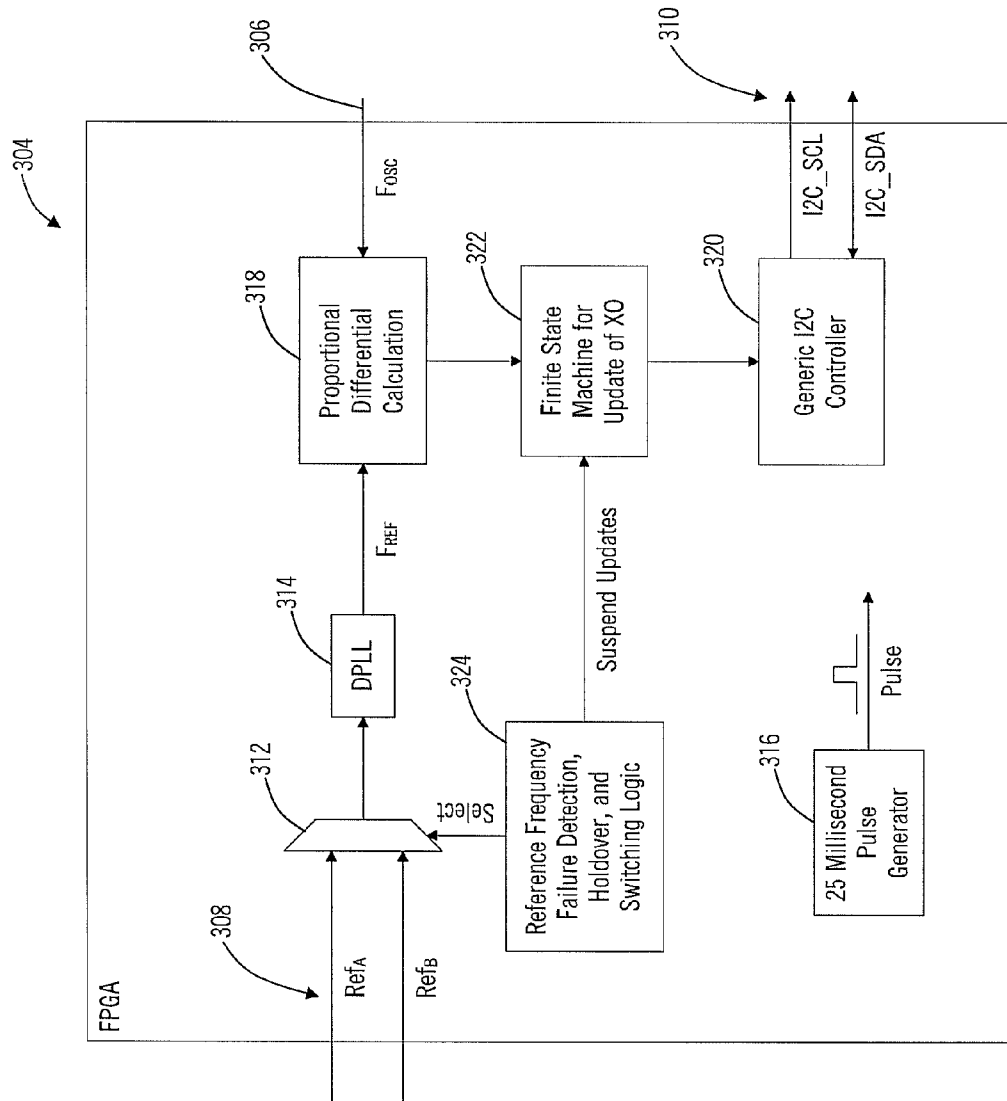 304
FPGA
308
RefA
RefB
312
Select
314
DPLL
FREF
318
Proportional
Differential
Calculation
FOSC
306
324
Reference Frequency
Failure Detection,
Holdover, and
Switching Logic
Suspend Updates
322
Finite State
Machine for
Update of XO
316
25 Millisecond
Pulse
Generator
Pulse
320
Generic I2C
Controller
I2C_SCL
I2C_SDA
310